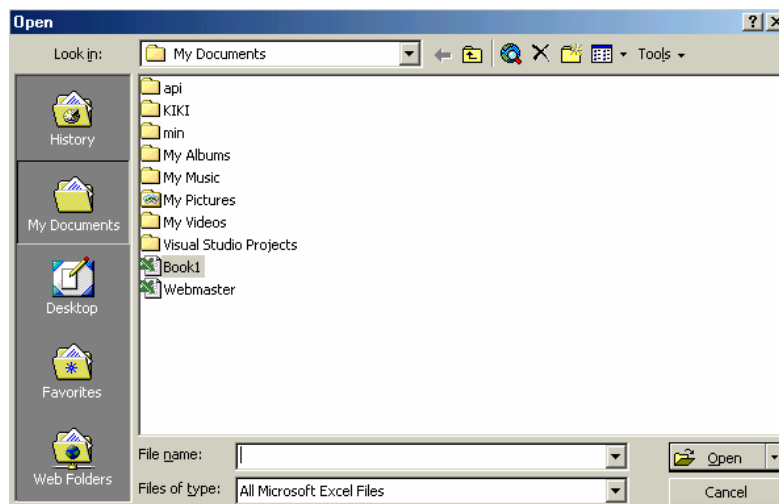 Open
Look in:
My Documents
Tools
History
My Documents
Desktop
Favorites
Web Folders
api
KIKI
min
My Albums
My Music
My Pictures
My Videos
Visual Studio Projects
Book1
Webmaster
File name:
Open
Files of type:
All Microsoft Excel Files
Cancel